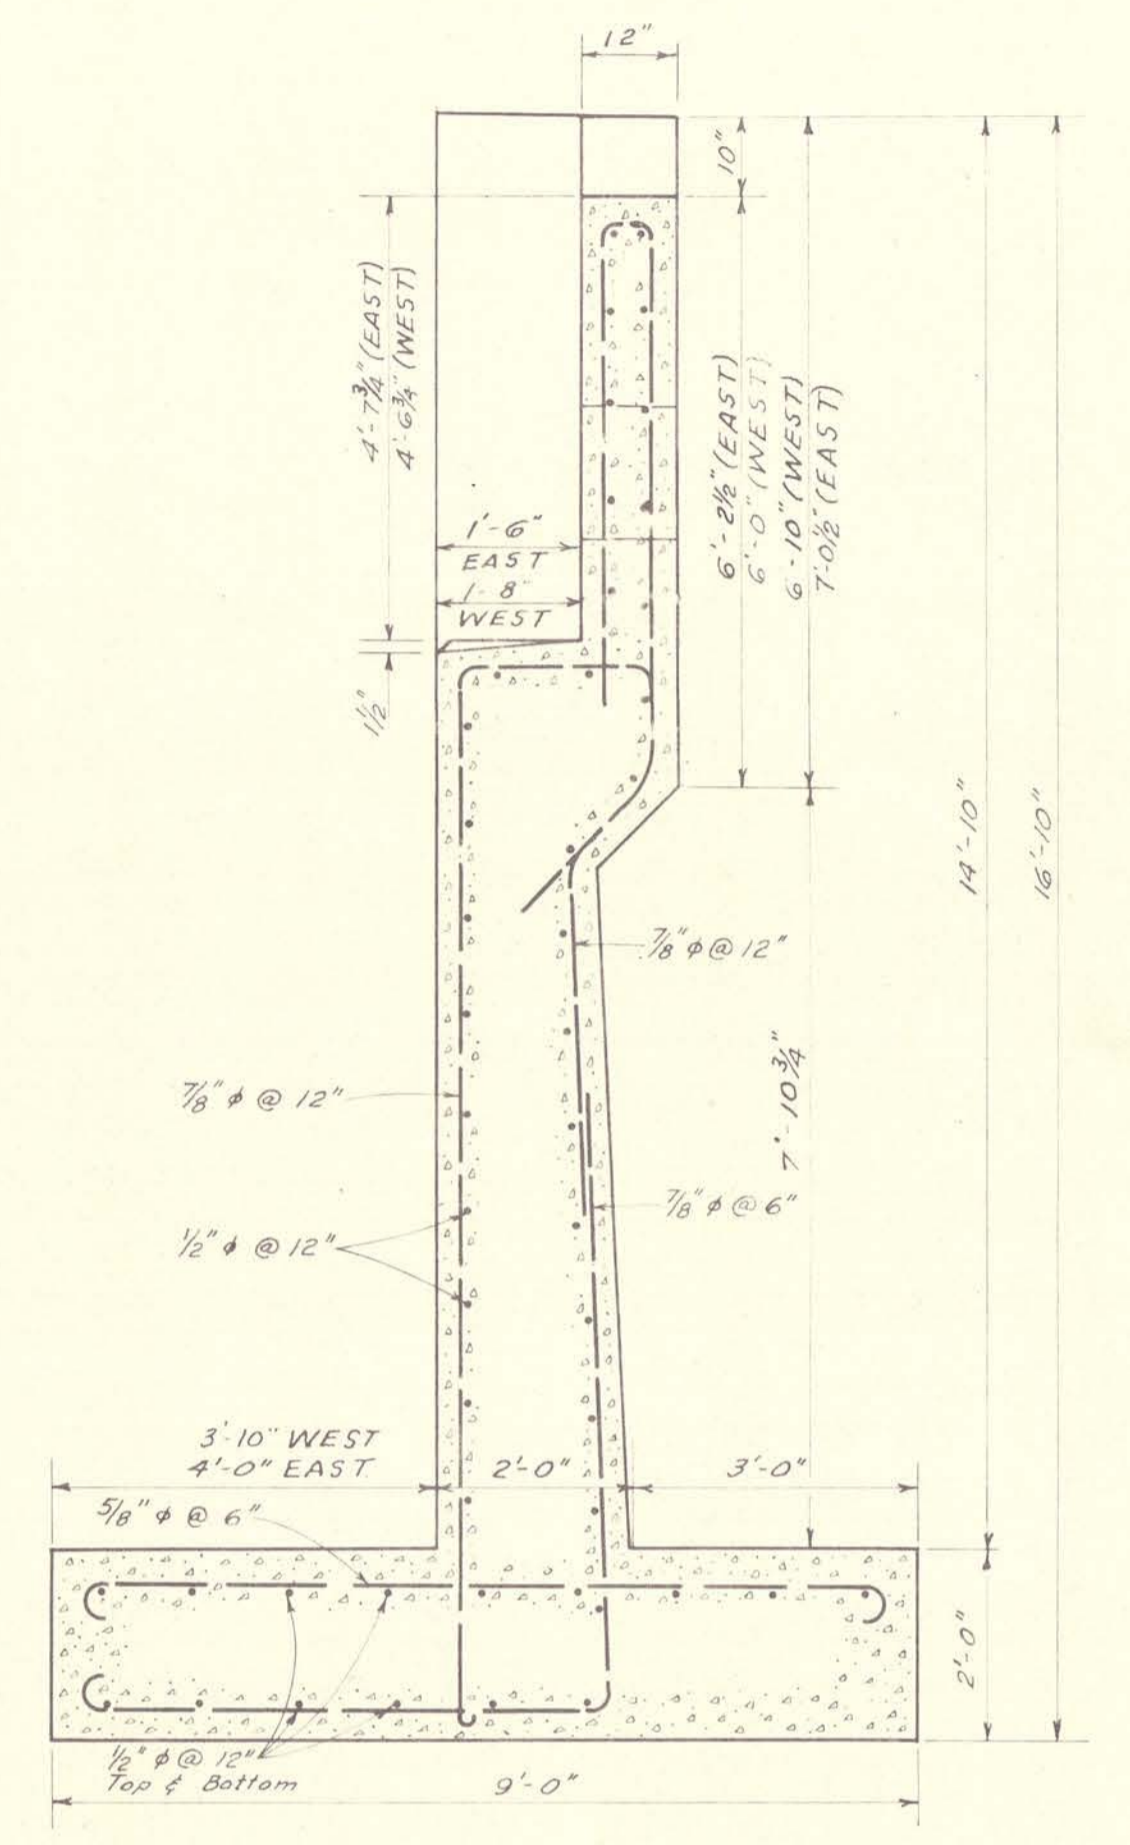 12"
10"
4'-7¾" (EAST)
4'-6¾" (WEST)
6'-2½" (EAST)
6'-0" (WEST)
6'-10" (WEST)
7'-0½" (EAST)
1'-6"
EAST
1-8"
WEST
1½"
14'-10"
16'-10"
⅞" ϕ @ 12"
7'-10¾"
⅞" ϕ @ 12"
⅞" ϕ @ 6"
½" ϕ @ 12"
3'-10" WEST
4'-0" EAST
2'-0"
3'-0"
⅝" ϕ @ 6"
2'-0"
½" ϕ @ 12"
Top & Bottom
9'-0"